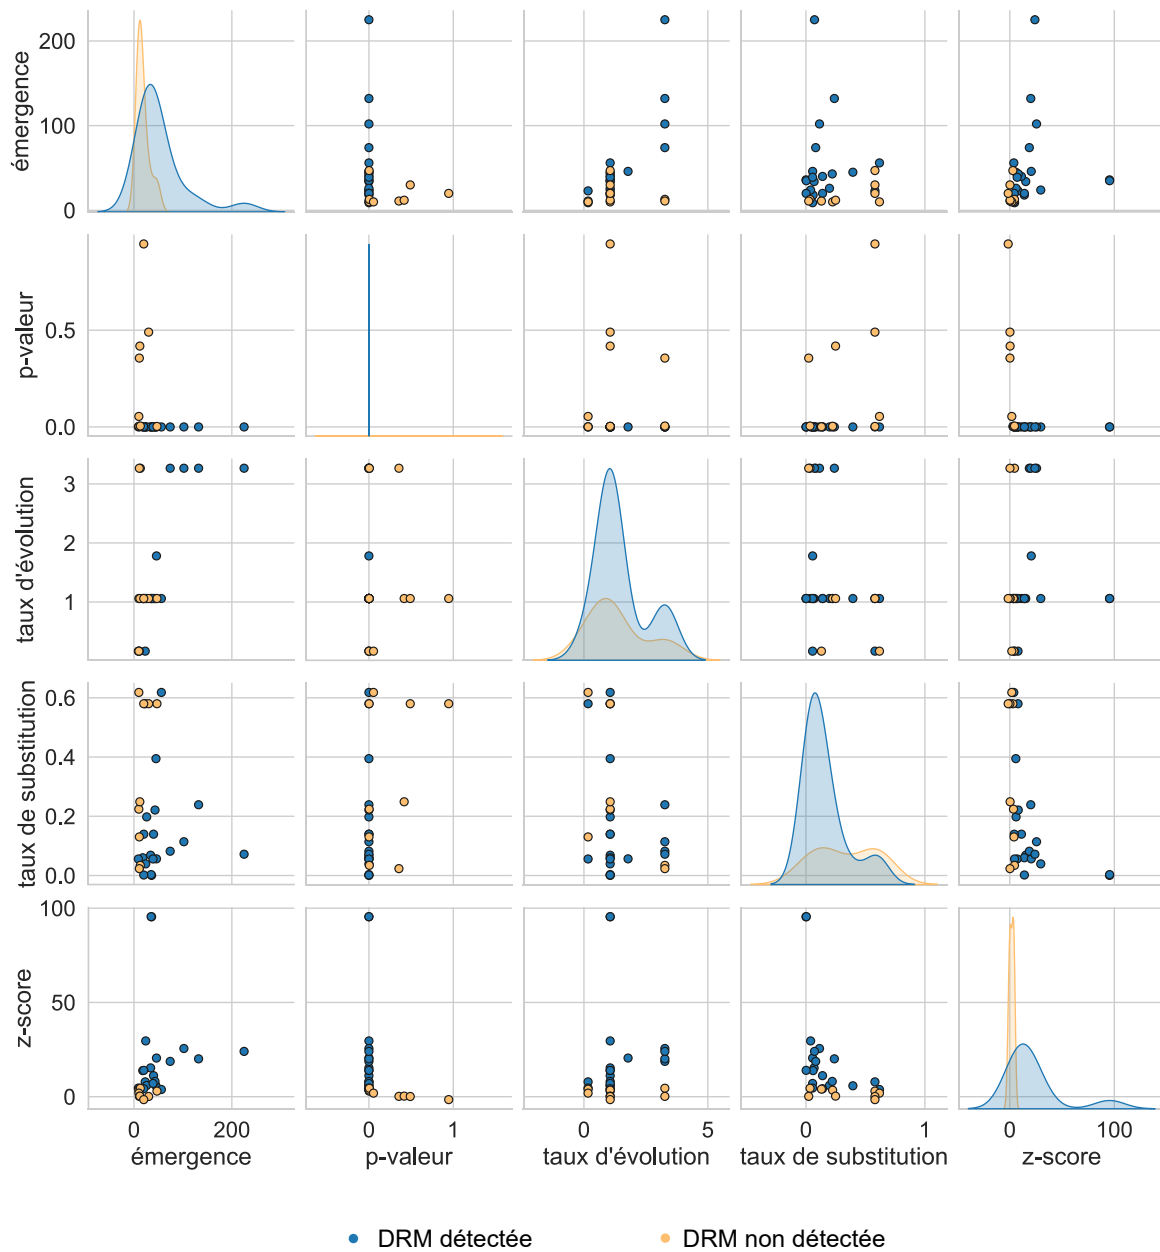 200
100
0
émergence
0.5
0.0
p-valeur
3
2
1
taux d'évolution
0.6
0.4
0.2
0.0
taux de substitution
100
50
0
z-score
0 200
0 1
0 5
0 1
0 100
émergence
p-valeur
taux d'évolution
taux de substitution
z-score
DRM détectée
DRM non détectée